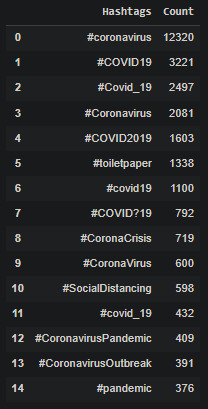 Hashtags Count
0 #coronavirus 12320
1 #COVID19 3221
2 #Covid_19 2497
3 #Coronavirus 2081
4 #COVID2019 1603
5 #toiletpaper 1338
6 #covid19 1100
7 #COVID?19 792
8 #CoronaCrisis 719
9 #CoronaVirus 600
10 #SocialDistancing 598
11 #covid_19 432
12 #CoronavirusPandemic 409
13 #CoronavirusOutbreak 391
14 #pandemic 376